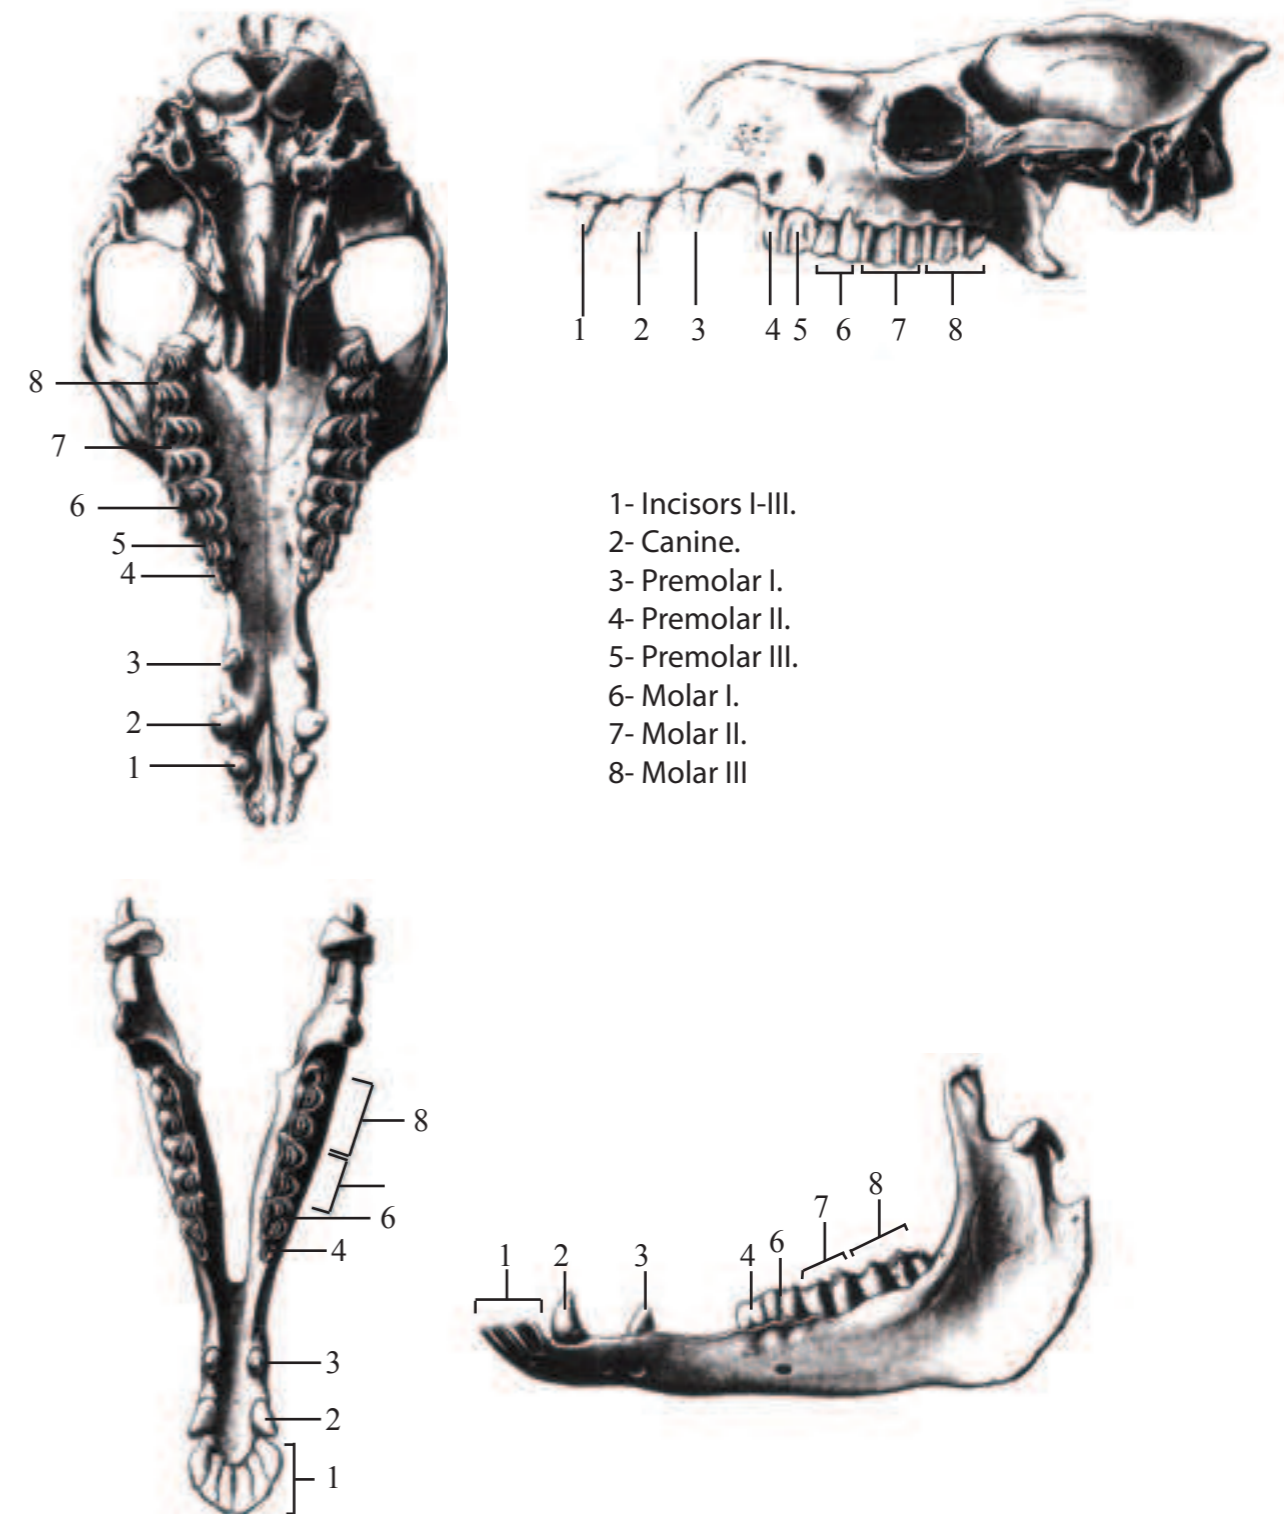 8
7
6
5
4
3
2
1
1 2 3 4 5 6 7 8
1- Incisors I-III.
2- Canine.
3- Premolar I.
4- Premolar II.
5- Premolar III.
6- Molar I.
7- Molar II.
8- Molar III
8
6
4
3
2
1
1 2 3 4 6 7 8